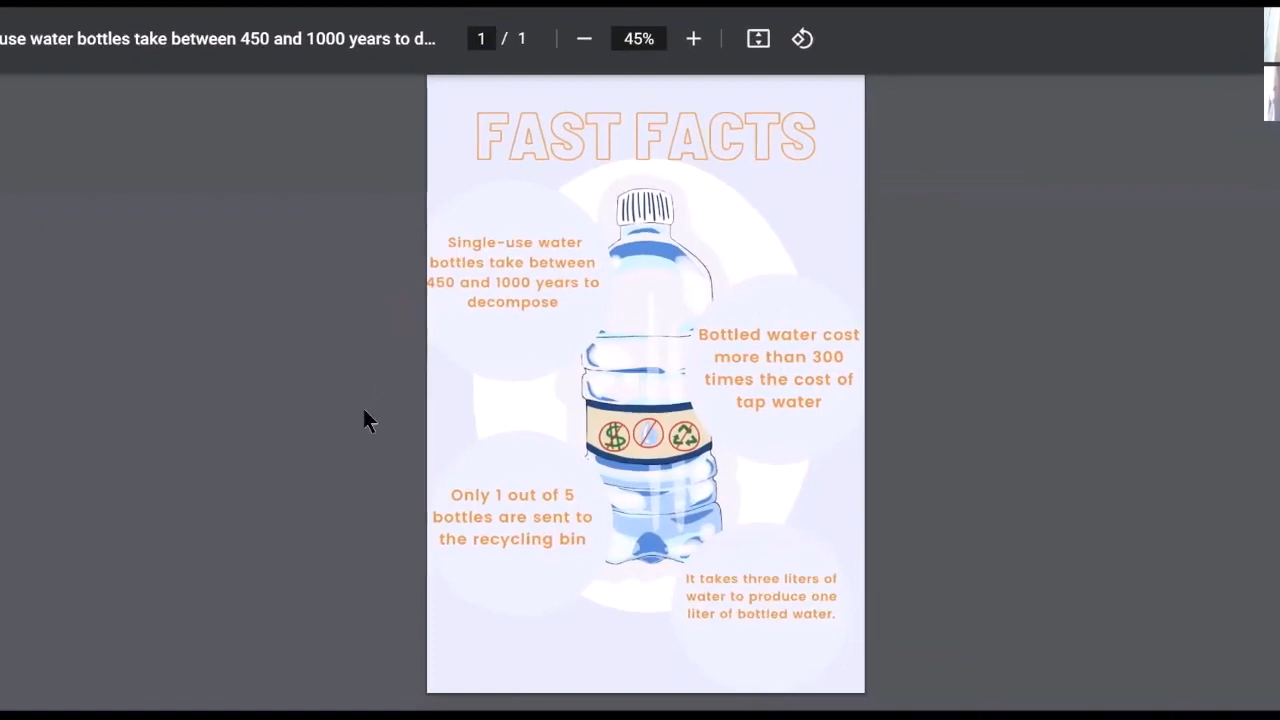 use water bottles take between 450 and 1000 years to d...
1 / 1
45%
FAST FACTS
Single-use water
bottles take between
450 and 1000 years to
decompose
Bottled water cost
more than 300
times the cost of
tap water
Only 1 out of 5
bottles are sent to
the recycling bin
It takes three liters of
water to produce one
liter of bottled water.